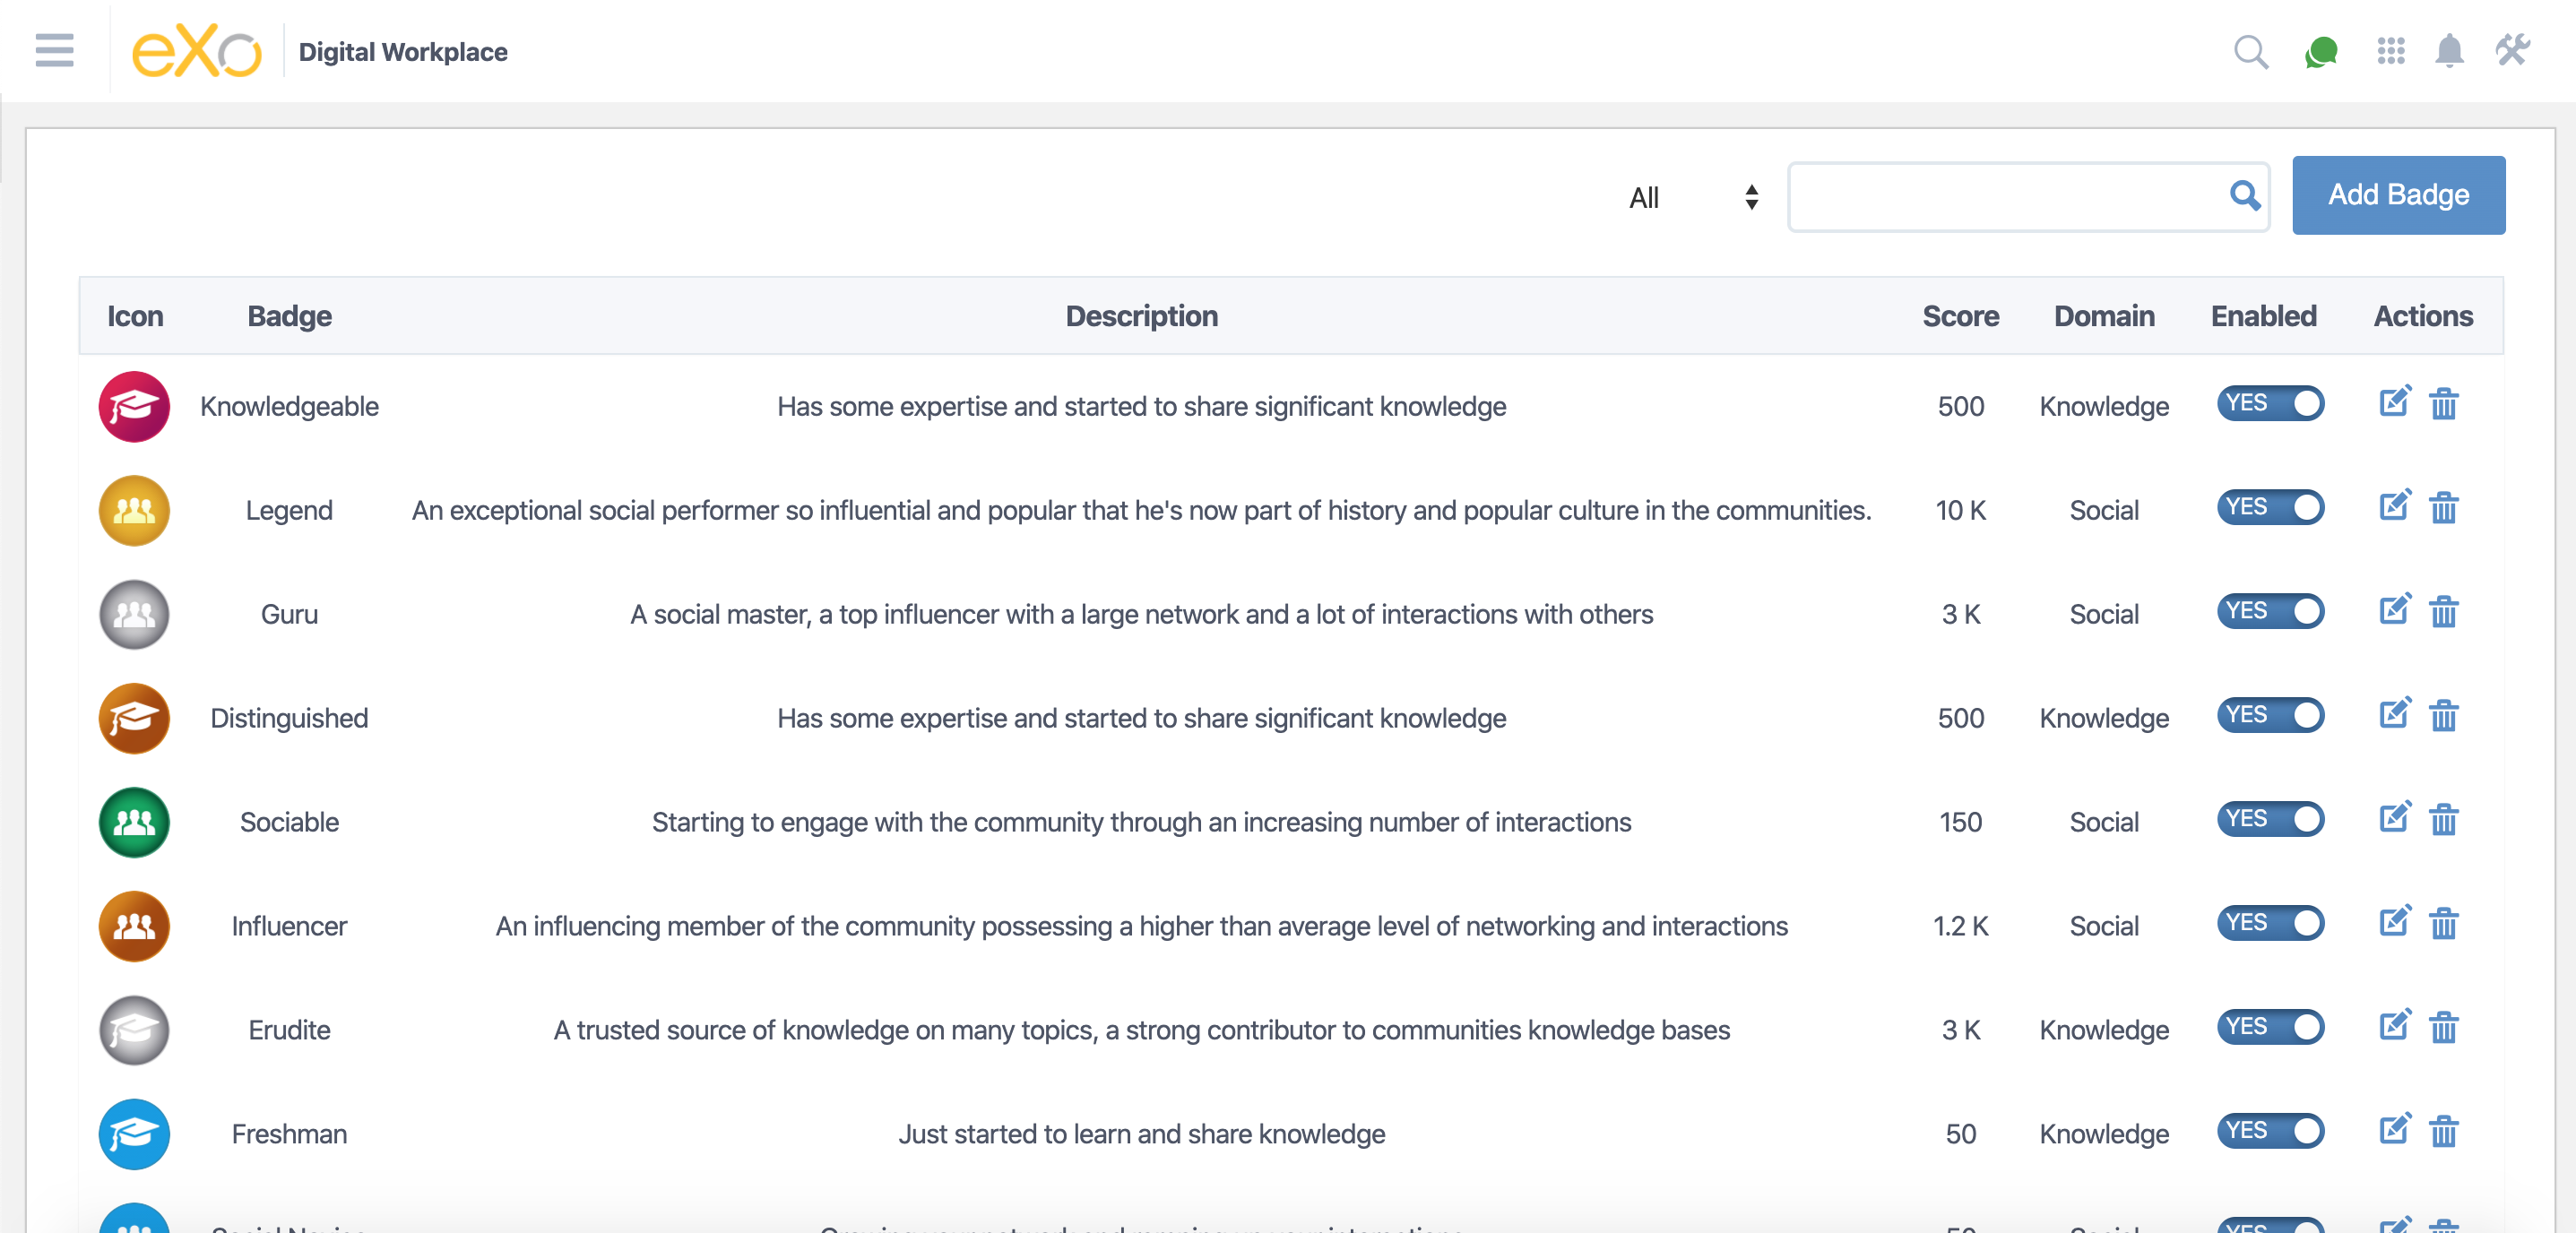 eXo Digital Workplace
All Add Badge
Icon Badge Description Score Domain Enabled Actions
Knowledgeable Has some expertise and started to share significant knowledge 500 Knowledge YES
Legend An exceptional social performer so influential and popular that he's now part of history and popular culture in the communities. 10 K Social YES
Guru A social master, a top influencer with a large network and a lot of interactions with others 3 K Social YES
Distinguished Has some expertise and started to share significant knowledge 500 Knowledge YES
Sociable Starting to engage with the community through an increasing number of interactions 150 Social YES
Influencer An influencing member of the community possessing a higher than average level of networking and interactions 1.2 K Social YES
Erudite A trusted source of knowledge on many topics, a strong contributor to communities knowledge bases 3 K Knowledge YES
Freshman Just started to learn and share knowledge 50 Knowledge YES
50 Social YES